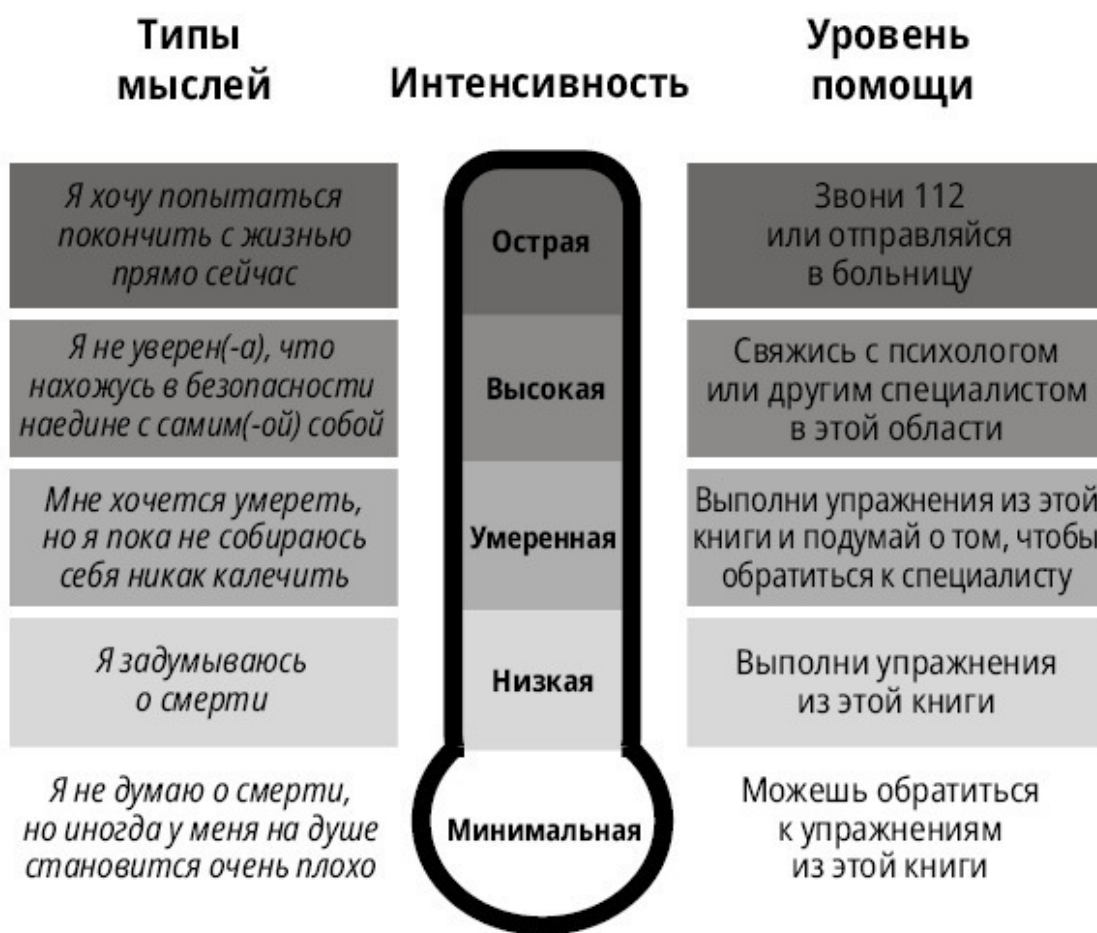 Типы
мыслей
Интенсивность
Уровень
помощи
Я хочу попытаться
покончить с жизнью
прямо сейчас
Острая
Звони 112
или отправляйся
в больницу
Я не уверен(-а), что
нахожусь в безопасности
наедине с самим(-ой) собой
Высокая
Свяжись с психологом
или другим специалистом
в этой области
Мне хочется умереть,
но я пока не собираюсь
себя никак калечить
Умеренная
Выполни упражнения из этой
книги и подумай о том, чтобы
обратиться к специалисту
Я задумываюсь
о смерти
Низкая
Выполни упражнения
из этой книги
Я не думаю о смерти,
но иногда у меня на душе
становится очень плохо
Минимальная
Можешь обратиться
к упражнениям
из этой книги